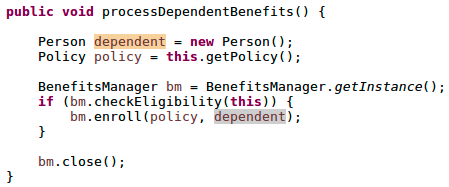 public void processDependentBenefits() {
Person dependent = new Person();
Policy policy = this.getPolicy();
BenefitsManager bm = BenefitsManager.getInstance();
if (bm.checkEligibility(this)) {
bm.enroll(policy, dependent);
}
bm.close();
}